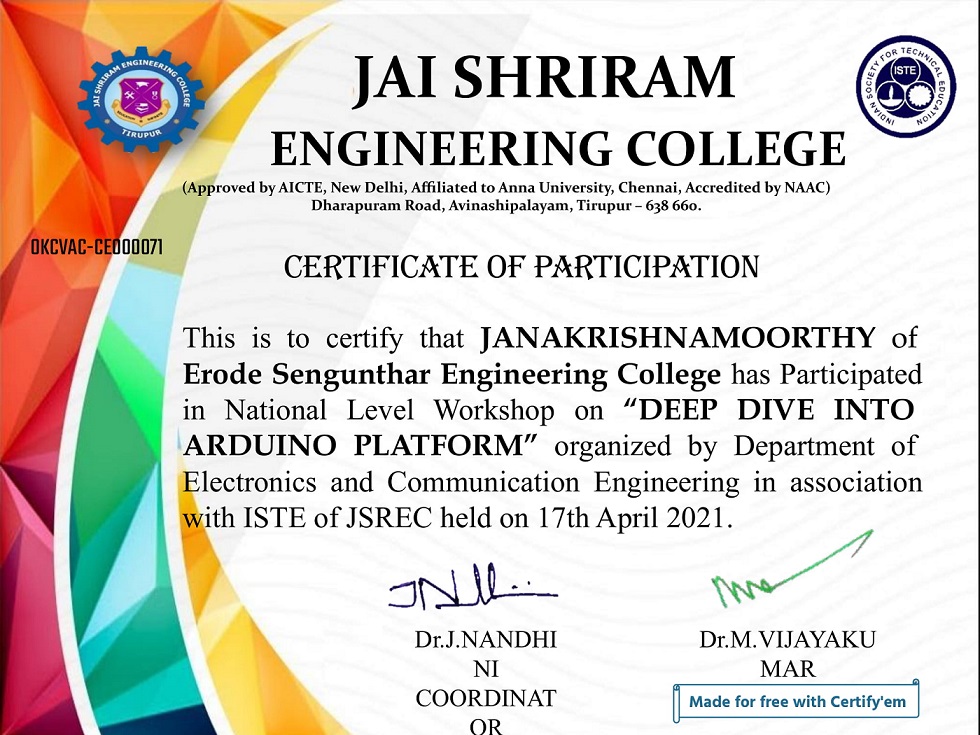 JAI SHRIRAM
ENGINEERING COLLEGE
(Approved by AICTE, New Delhi, Affiliated to Anna University, Chennai, Accredited by NAAC)
Dharapuram Road, Avinashipalayam, Tirupur – 638 660.
JAI SHRIRAM ENGINEERING COLLEGE
TIRUPUR
INDIAN SOCIETY FOR TECHNICAL EDUCATION
ISTE
0KCVAC-CE000071
CERTIFICATE OF PARTICIPATION
This is to certify that JANAKRISHNAMOORTHY of
Erode Sengunthar Engineering College has Participated
in National Level Workshop on “DEEP DIVE INTO
ARDUINO PLATFORM” organized by Department of
Electronics and Communication Engineering in association
with ISTE of JSREC held on 17th April 2021.
Dr.J.NANDHI
NI
COORDINAT
OR
Dr.M.VIJAYAKU
MAR
Made for free with Certify'em